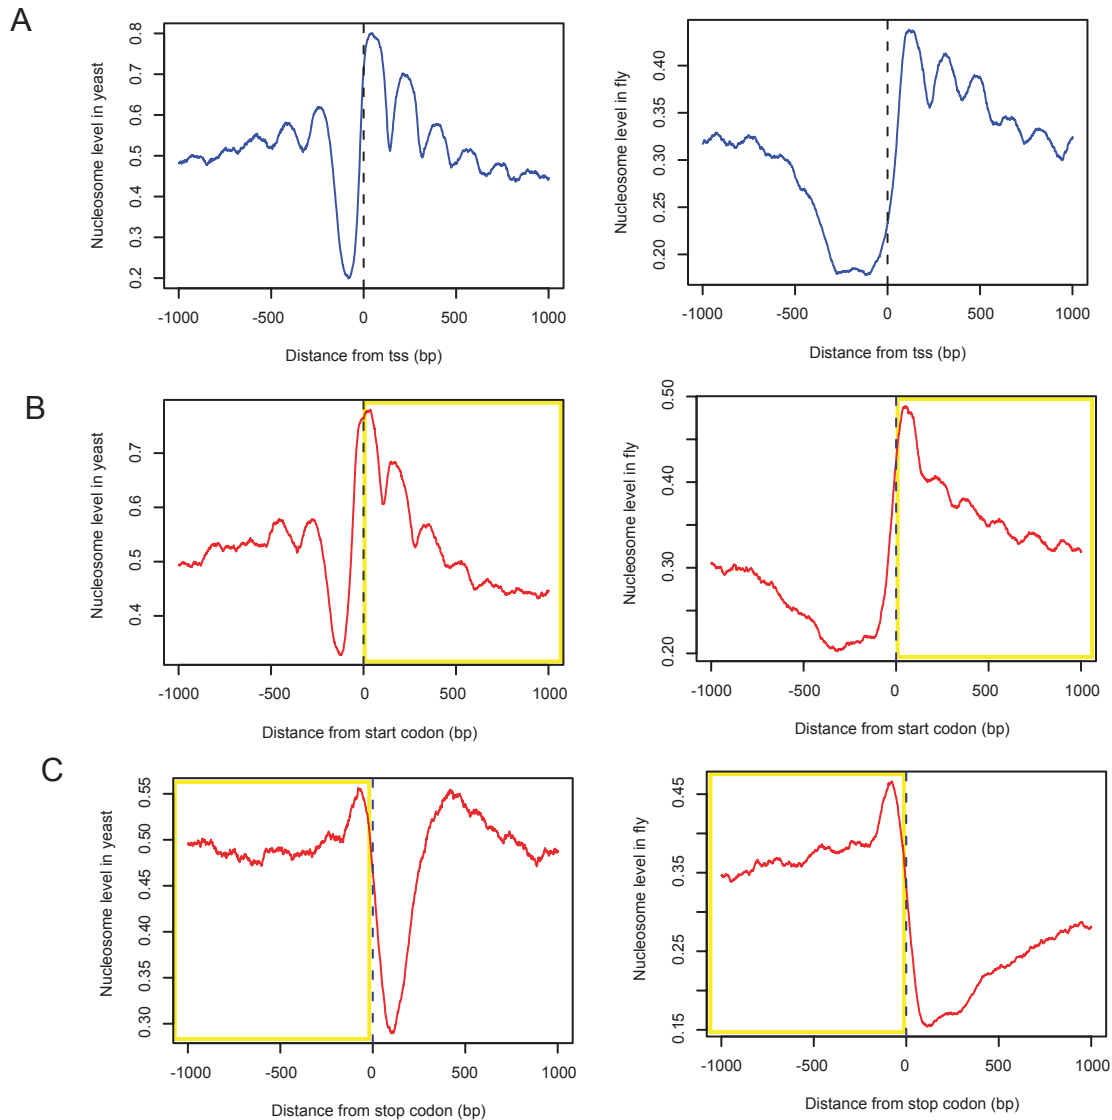 A
Nucleosome level in yeast
0.2 0.3 0.4 0.5 0.6 0.7 0.8
-1000 -500 0 500 1000
Distance from tss (bp)
Nucleosome level in fly
0.20 0.25 0.30 0.35 0.40
-1000 -500 0 500 1000
Distance from tss (bp)
B
Nucleosome level in yeast
0.4 0.5 0.6 0.7
-1000 -500 0 500 1000
Distance from start codon (bp)
Nucleosome level in fly
0.20 0.30 0.40 0.50
-1000 -500 0 500 1000
Distance from start codon (bp)
C
Nucleosome level in yeast
0.30 0.35 0.40 0.45 0.50 0.55
-1000 -500 0 500 1000
Distance from stop codon (bp)
Nucleosome level in fly
0.15 0.25 0.35 0.45
-1000 -500 0 500 1000
Distance from stop codon (bp)